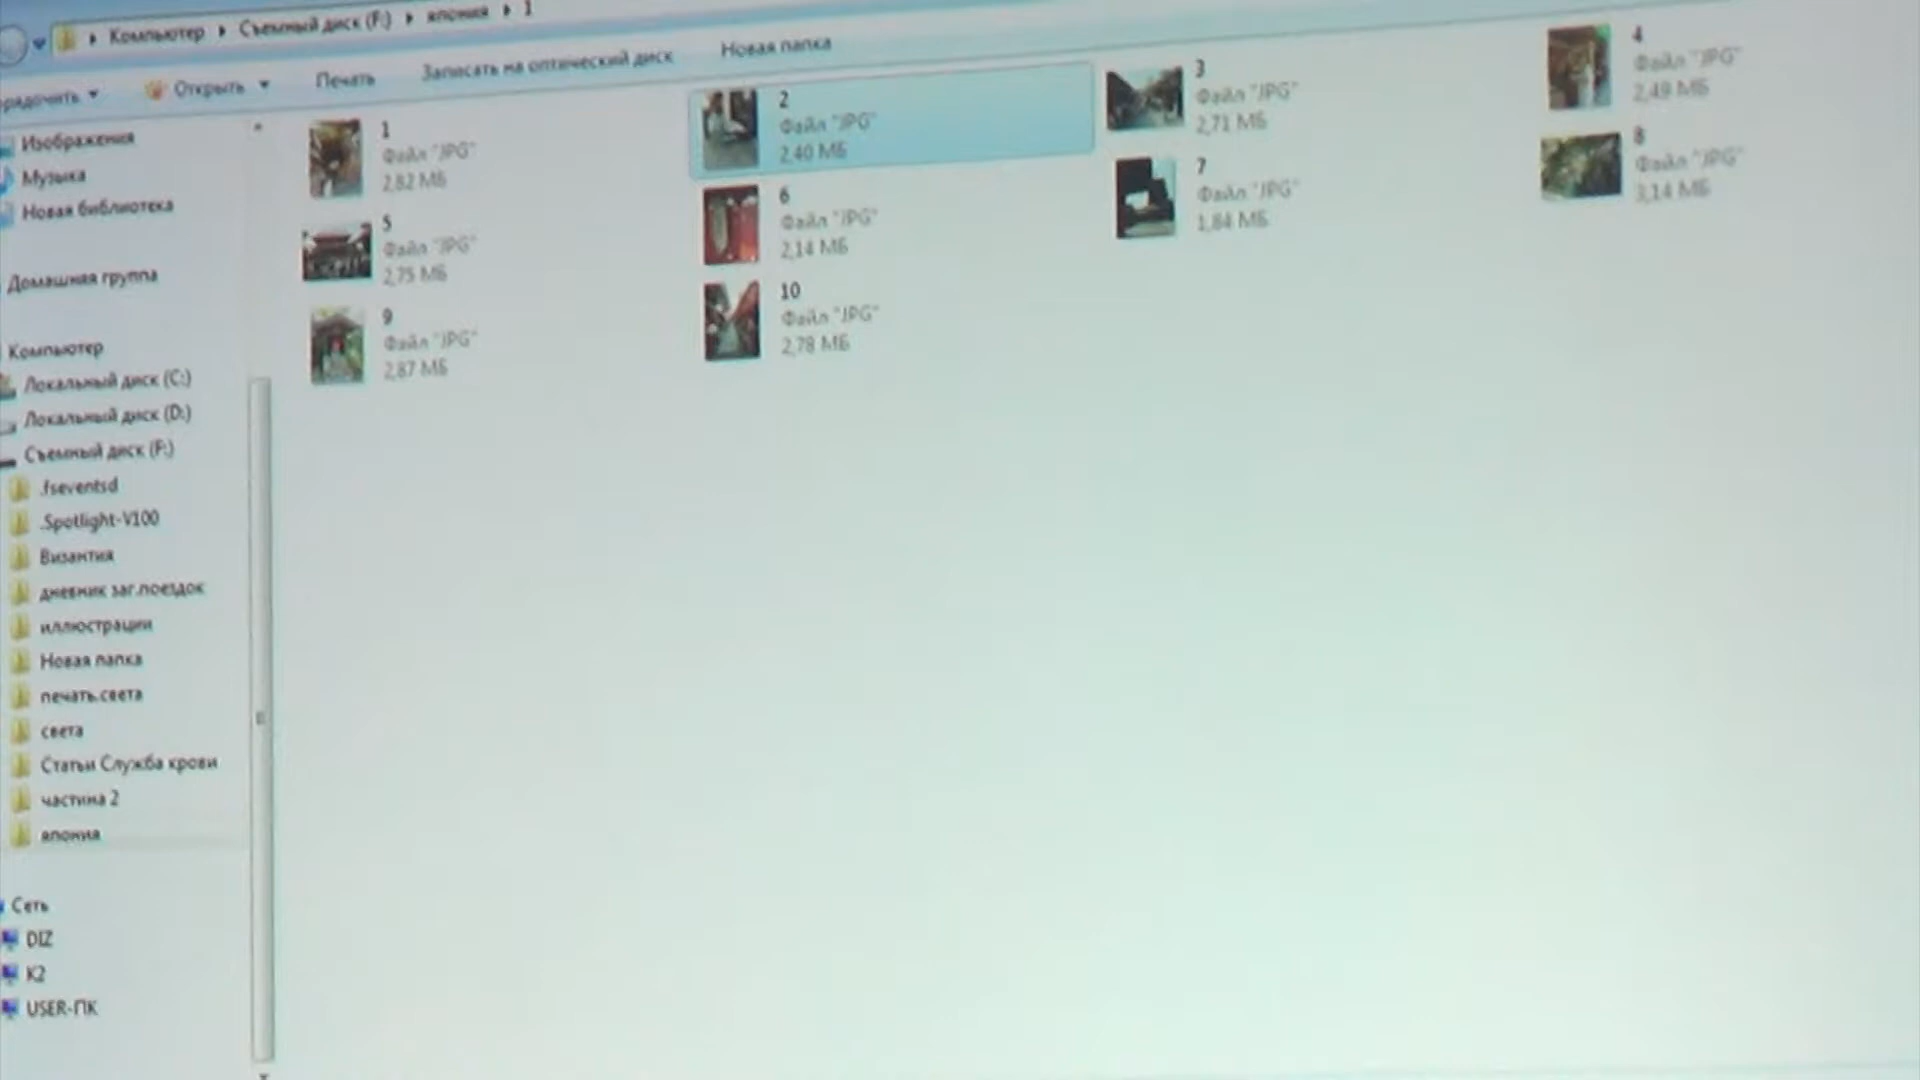 Компьютер ▸ Съемный диск (F:) ▸ япония ▸ 1
Открыть Печать Записать на оптический диск Новая папка
Изображения
Музыка
Новая библиотека
Домашняя группа
Компьютер
Локальный диск (C:)
Локальный диск (D:)
Съемный диск (F:)
.fseventsd
.Spotlight-V100
Византия
дневник заг.поездок
иллюстрации
Новая папка
печать.света
света
Статьи Служба крови
частина 2
япония
Сеть
DIZ
K2
USER-ПК
1
Файл "JPG"
2,82 МБ
2
Файл "JPG"
2,40 МБ
3
Файл "JPG"
2,71 МБ
4
Файл "JPG"
2,49 МБ
5
Файл "JPG"
2,75 МБ
6
Файл "JPG"
2,14 МБ
7
Файл "JPG"
1,84 МБ
8
Файл "JPG"
3,14 МБ
9
Файл "JPG"
2,87 МБ
10
Файл "JPG"
2,78 МБ